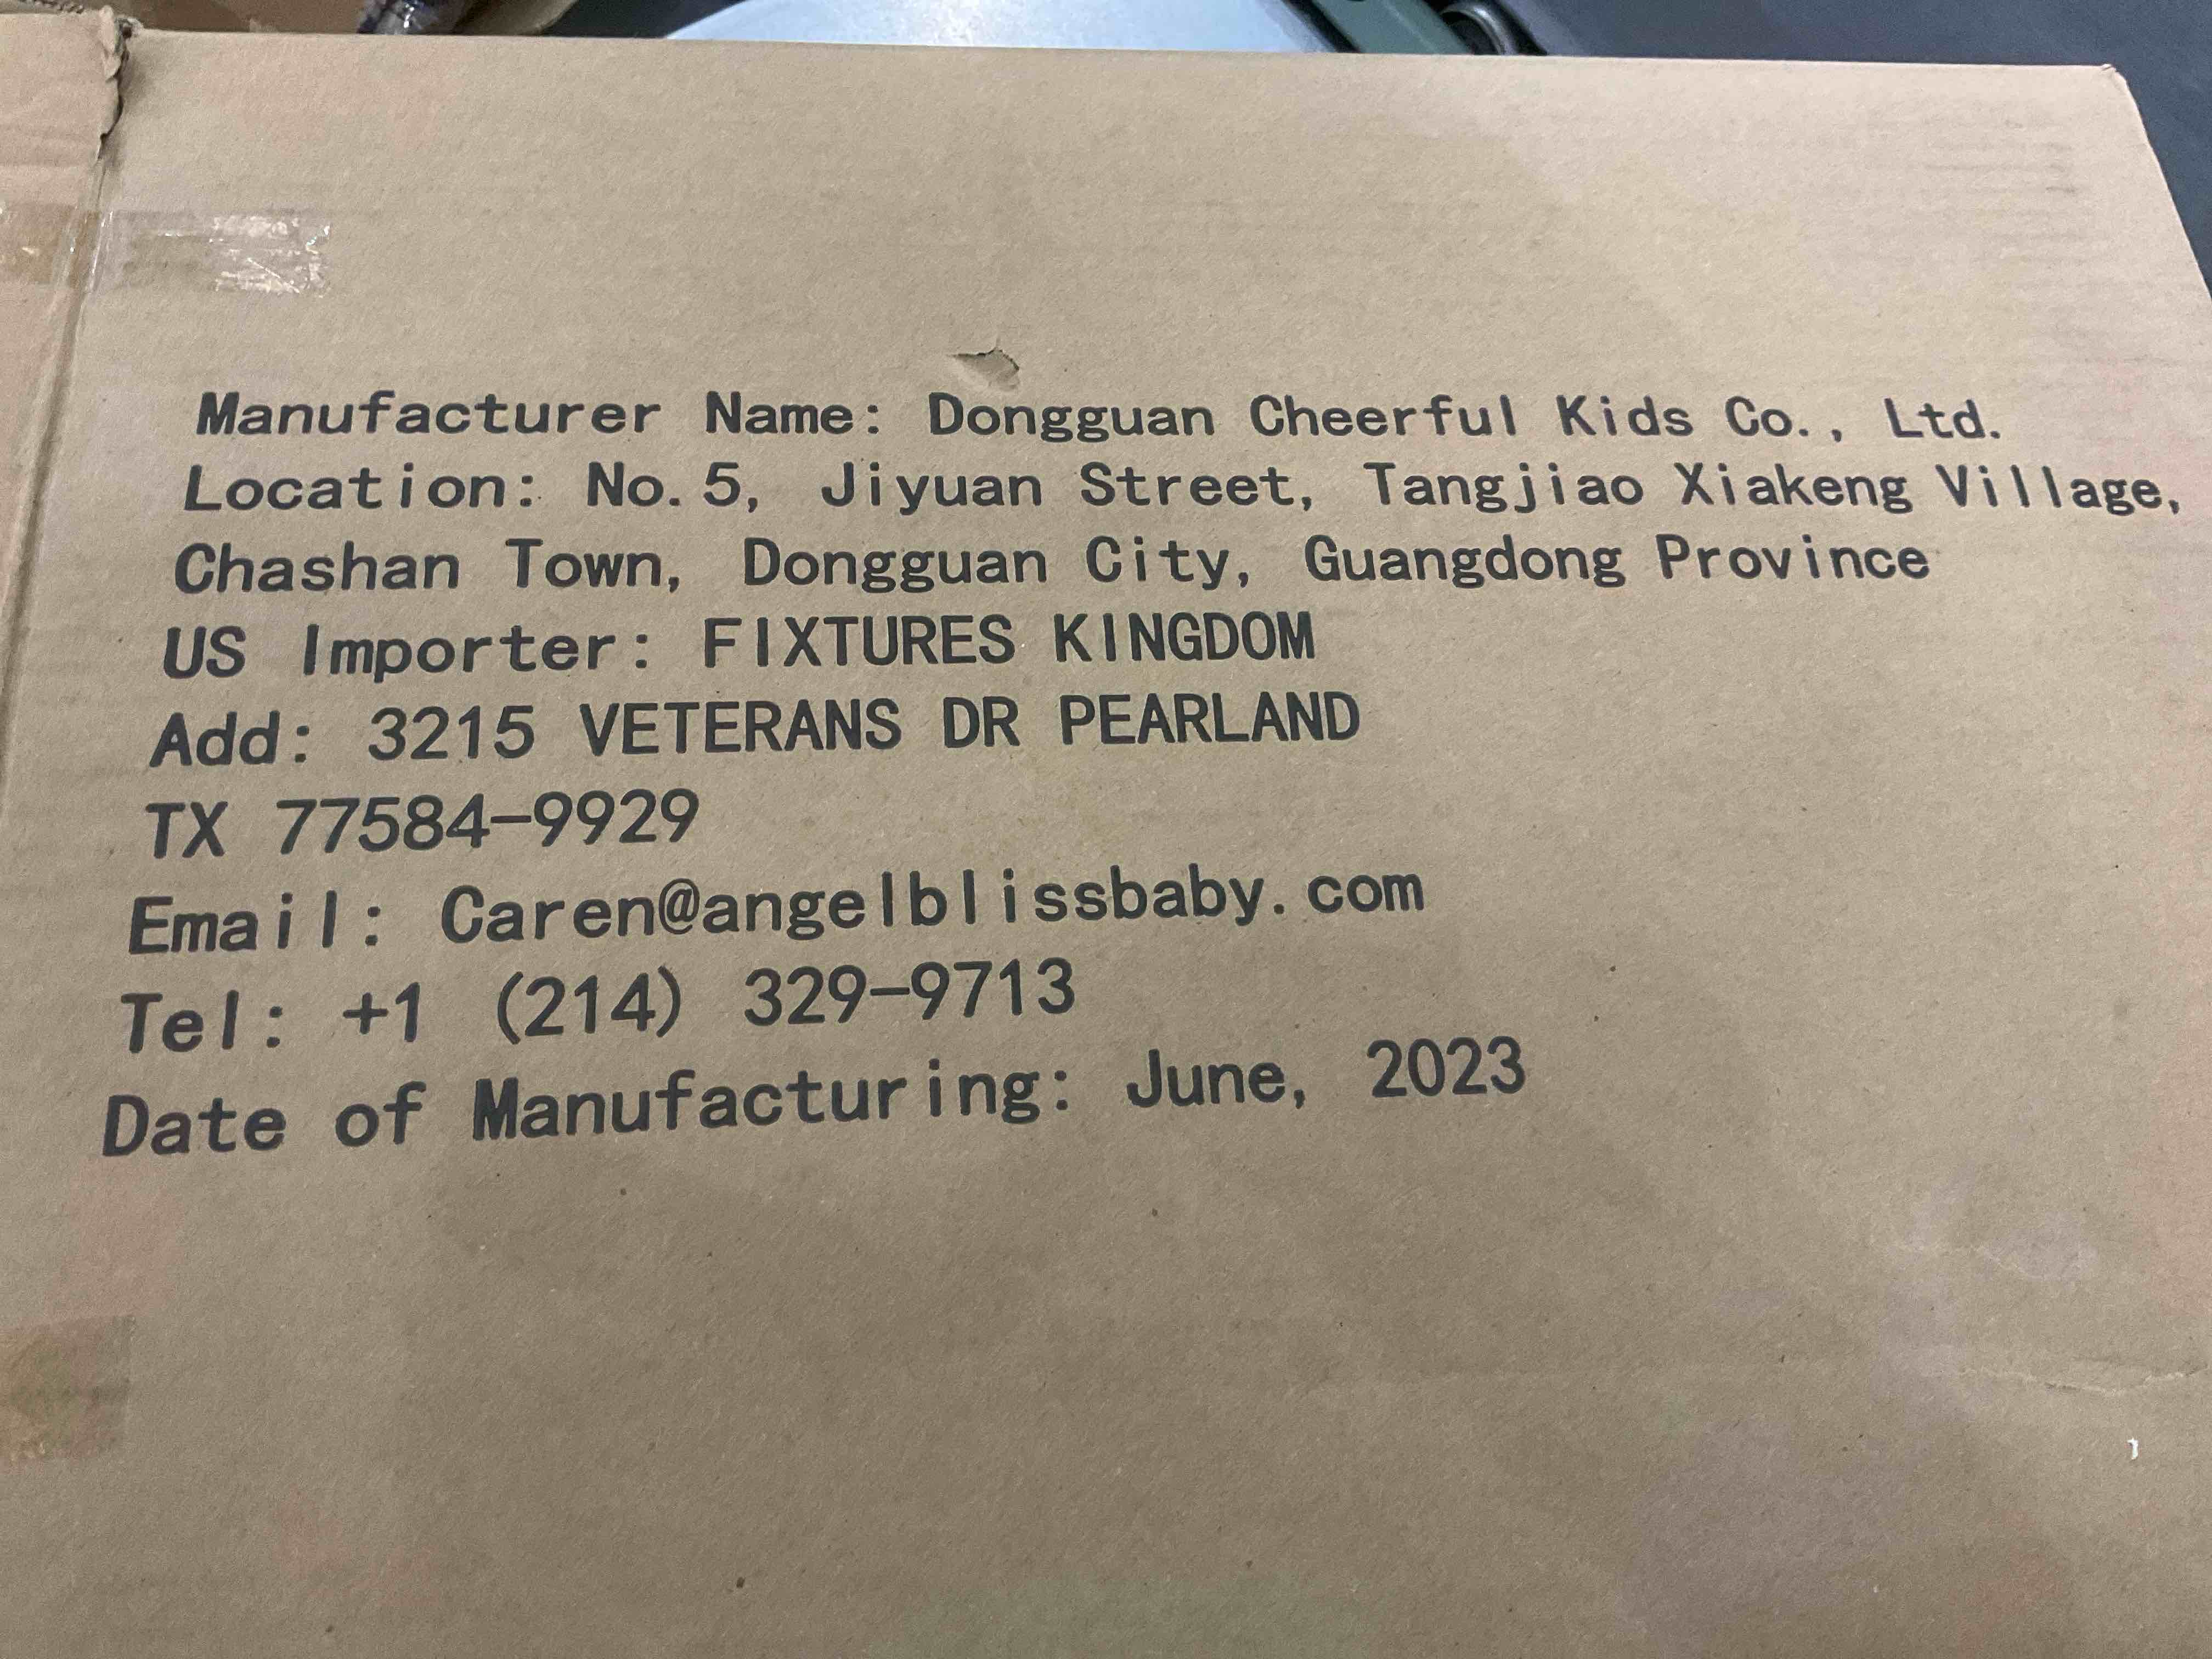 Manufacturer Name: Dongguan Cheerful Kids Co., Ltd.
Location: No.5, Jiyuan Street, Tangjiao Xiakeng Village,
Chashan Town, Dongguan City, Guangdong Province
US Importer: FIXTURES KINGDOM
Add: 3215 VETERANS DR PEARLAND
TX 77584-9929
Email: Caren@angelblissbaby.com
Tel: +1 (214) 329-9713
Date of Manufacturing: June, 2023